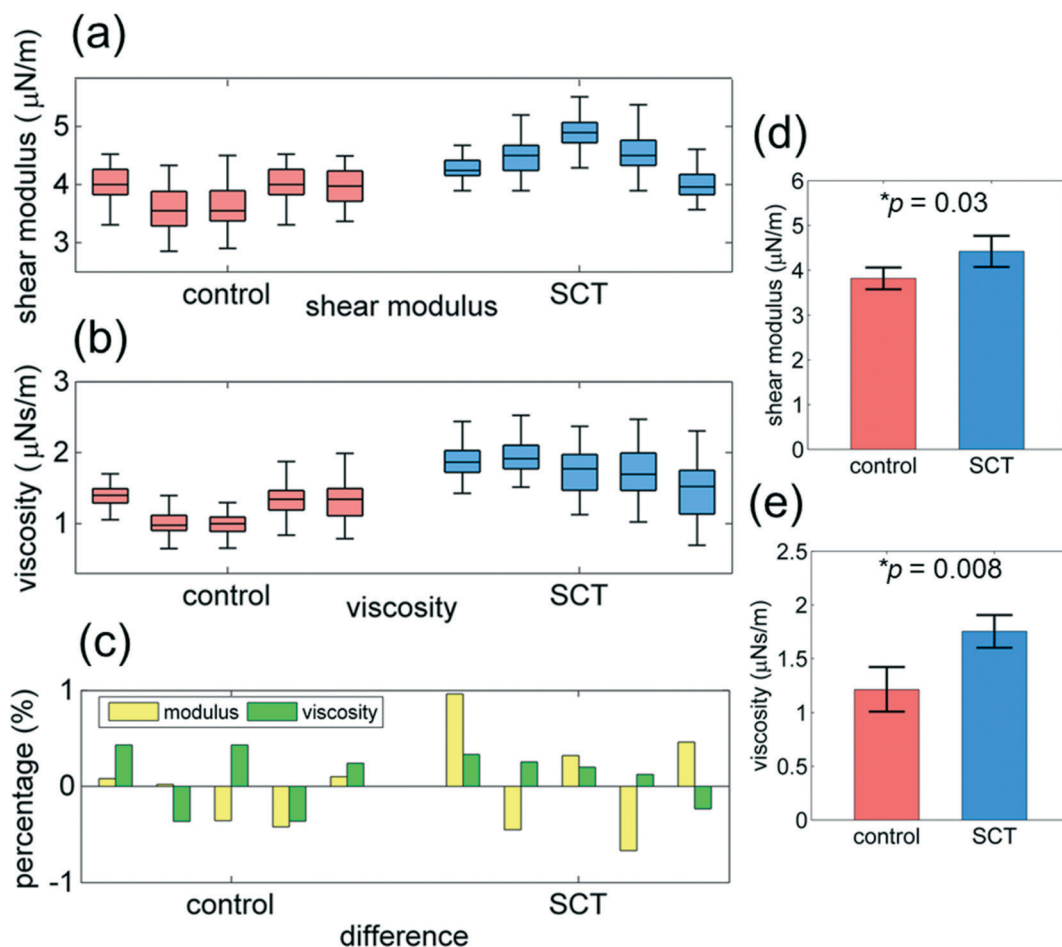 (a)
shear modulus (μN/m)
5
4
3
control
SCT
shear modulus
(b)
viscosity (μNs/m)
3
2
1
control
SCT
viscosity
(c)
percentage (%)
1
0
-1
modulus
viscosity
control
SCT
difference
(d)
shear modulus (μN/m)
6
5
4
3
2
1
0
*p = 0.03
control
SCT
(e)
viscosity (μNs/m)
2.5
2
1.5
1
0.5
0
*p = 0.008
control
SCT